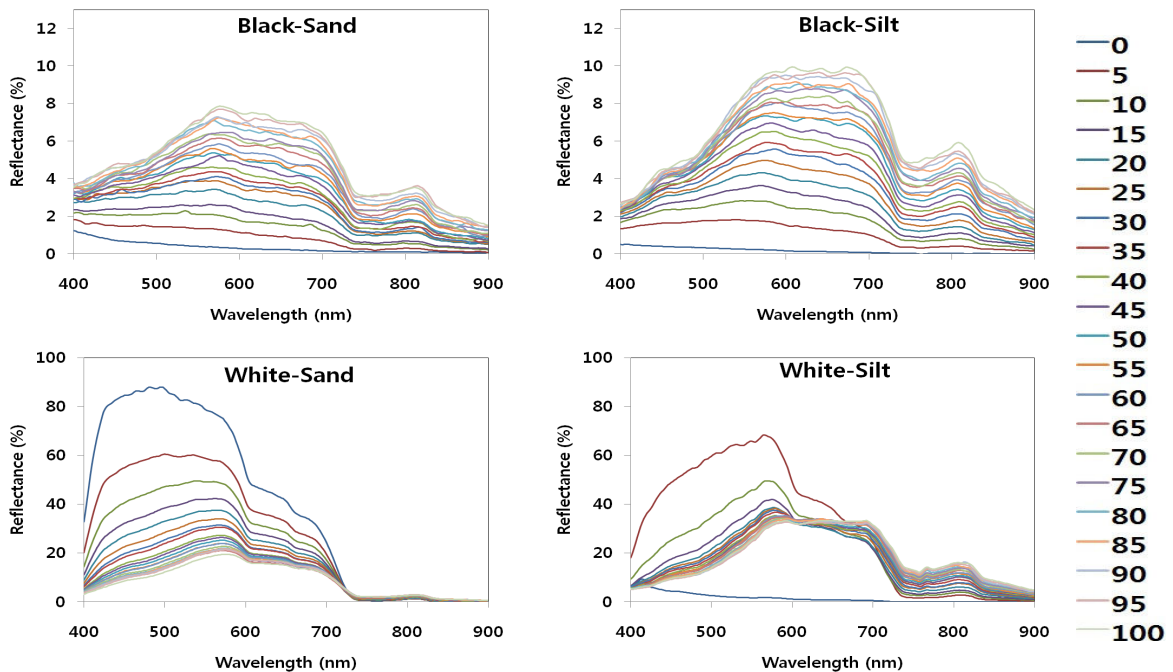 Black-Sand
Reflectance (%)
12
10
8
6
4
2
0
400 500 600 700 800 900
Wavelength (nm)
Black-Silt
Reflectance (%)
12
10
8
6
4
2
0
400 500 600 700 800 900
Wavelength (nm)
White-Sand
Reflectance (%)
100
80
60
40
20
0
400 500 600 700 800 900
Wavelength (nm)
White-Silt
Reflectance (%)
100
80
60
40
20
0
400 500 600 700 800 900
Wavelength (nm)
0
5
10
15
20
25
30
35
40
45
50
55
60
65
70
75
80
85
90
95
100